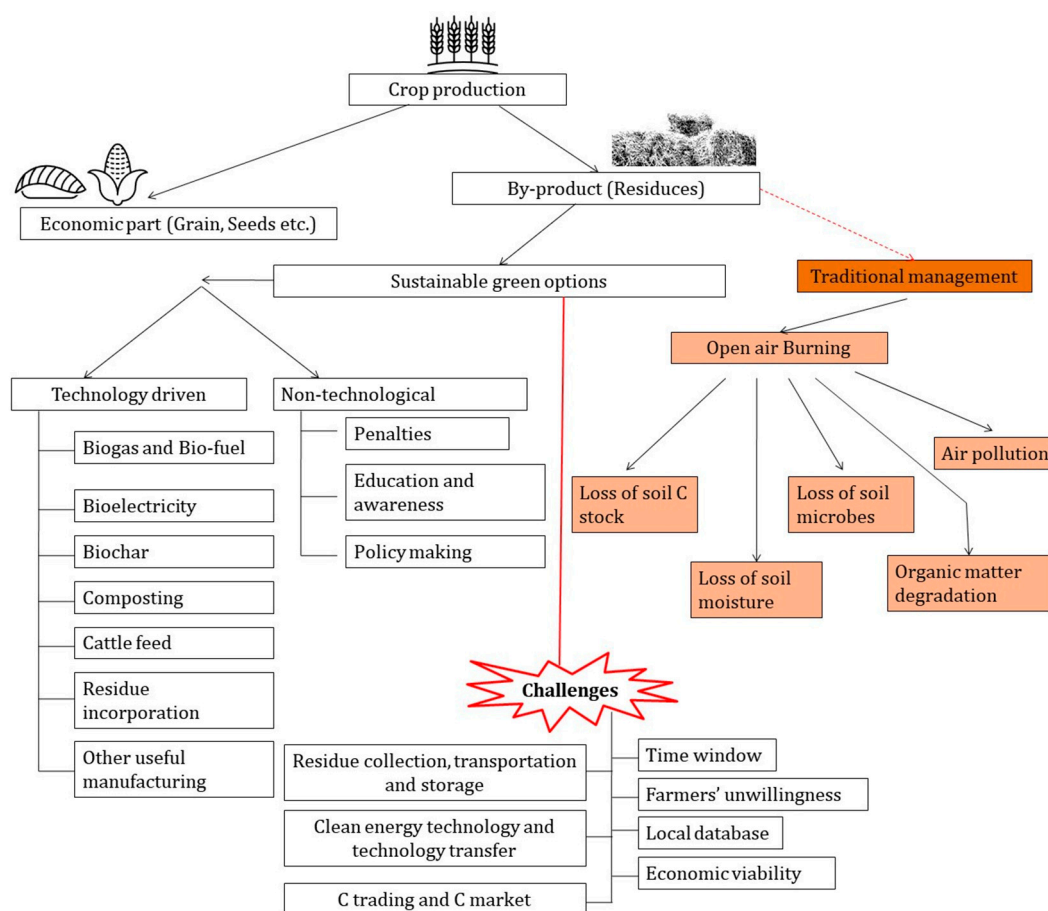 Crop production
By-product (Residuces)
Economic part (Grain, Seeds etc.)
Sustainable green options
Traditional management
Open air Burning
Technology driven
Non-technological
Biogas and Bio-fuel
Bioelectricity
Biochar
Composting
Cattle feed
Residue
incorporation
Other useful
manufacturing
Penalties
Education and
awareness
Policy making
Air pollution
Loss of soil C
stock
Loss of soil
microbes
Loss of soil
moisture
Organic matter
degradation
Challenges
Residue collection, transportation
and storage
Clean energy technology and
technology transfer
C trading and C market
Time window
Farmers’ unwillingness
Local database
Economic viability